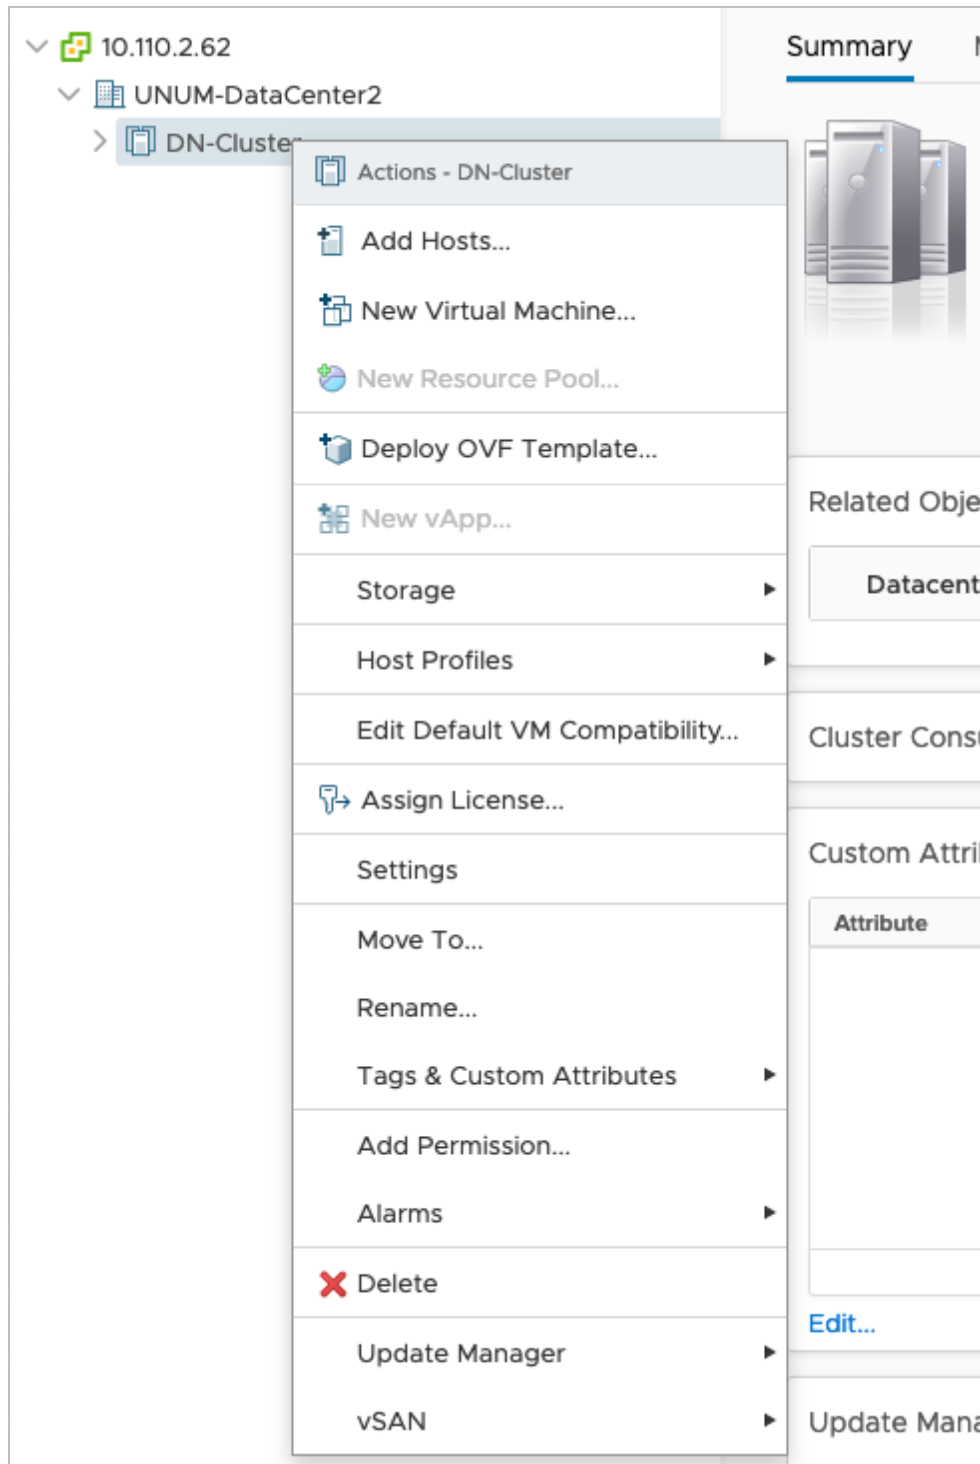 10.110.2.62
UNUM-DataCenter2
DN-Cluster
Actions - DN-Cluster
Add Hosts...
New Virtual Machine...
New Resource Pool...
Deploy OVF Template...
New vApp...
Storage
Host Profiles
Edit Default VM Compatibility...
Assign License...
Settings
Move To...
Rename...
Tags & Custom Attributes
Add Permission...
Alarms
Delete
Update Manager
vSAN
Summary
Related Obje
Datacent
Cluster Cons
Custom Attri
Attribute
Edit...
Update Mana